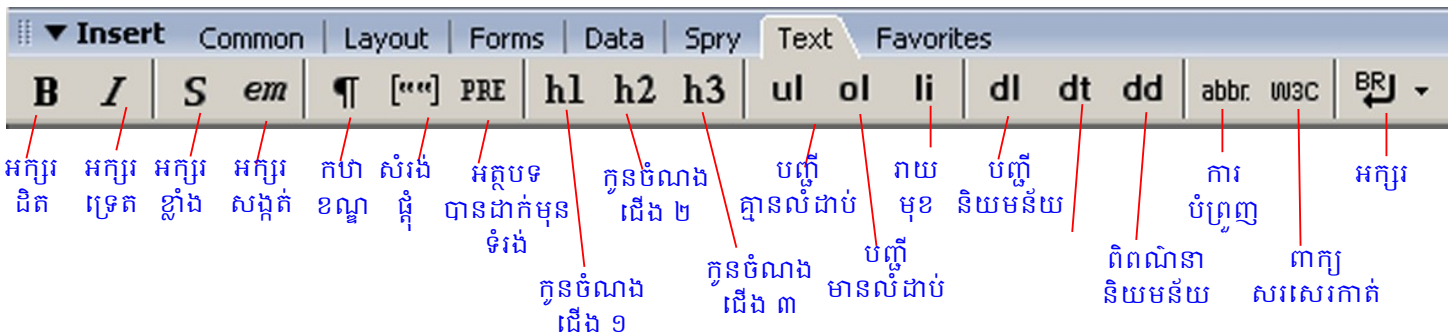 ▼ Insert Common | Layout | Forms | Data | Spry Text Favorites
B I S em ¶ [““] PRE h1 h2 h3 ul ol li dl dt dd abbr. W3C BR
អក្សរ
ដិត
អក្សរ
ទ្រេត
អក្សរ
ខ្លាំង
អក្សរ
សង្កត់
កឋា
ខណ្ឌ
សំរង់
ផ្តុំ
អត្ថបទ
បានដាក់មុន
ទំរង់
កូនចំណង
ជើង ១
កូនចំណង
ជើង ២
កូនចំណង
ជើង ៣
បញ្ជី
គ្មានលំដាប់
បញ្ជី
មានលំដាប់
រាយ
មុខ
បញ្ជី
និយមន័យ
ពិពណ៌នា
និយមន័យ
ការ
បំព្រួញ
ពាក្យ
សរសេរកាត់
អក្សរ